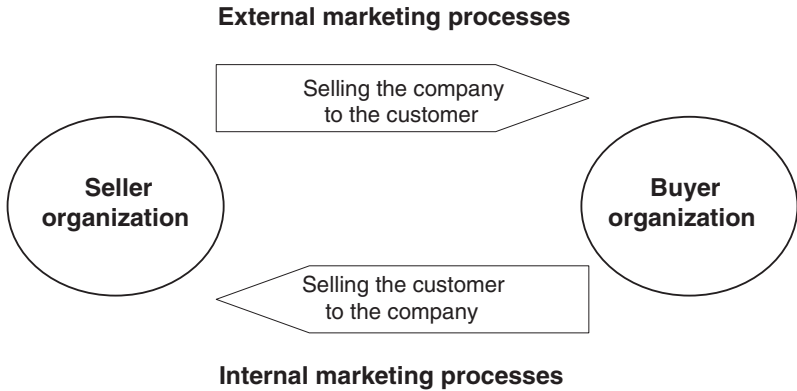 External marketing processes
Selling the company
to the customer
Seller
organization
Buyer
organization
Selling the customer
to the company
Internal marketing processes